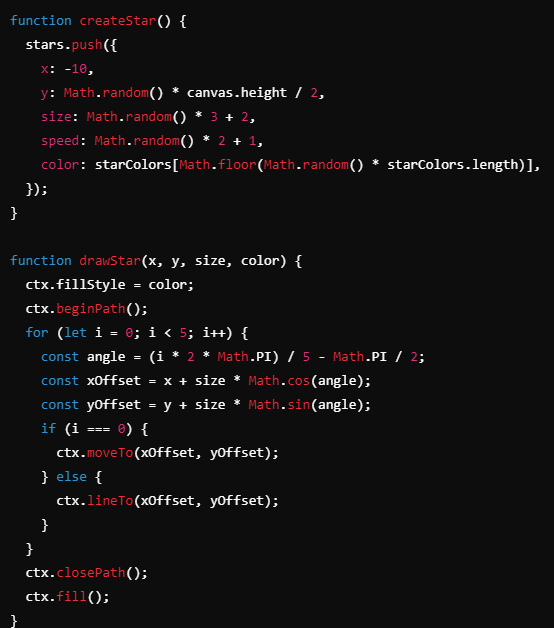 function createStar() {
  stars.push({
    x: -10,
    y: Math.random() * canvas.height / 2,
    size: Math.random() * 3 + 2,
    speed: Math.random() * 2 + 1,
    color: starColors[Math.floor(Math.random() * starColors.length)],
  });
}

function drawStar(x, y, size, color) {
  ctx.fillStyle = color;
  ctx.beginPath();
  for (let i = 0; i < 5; i++) {
    const angle = (i * 2 * Math.PI) / 5 - Math.PI / 2;
    const xOffset = x + size * Math.cos(angle);
    const yOffset = y + size * Math.sin(angle);
    if (i === 0) {
      ctx.moveTo(xOffset, yOffset);
    } else {
      ctx.lineTo(xOffset, yOffset);
    }
  }
  ctx.closePath();
  ctx.fill();
}